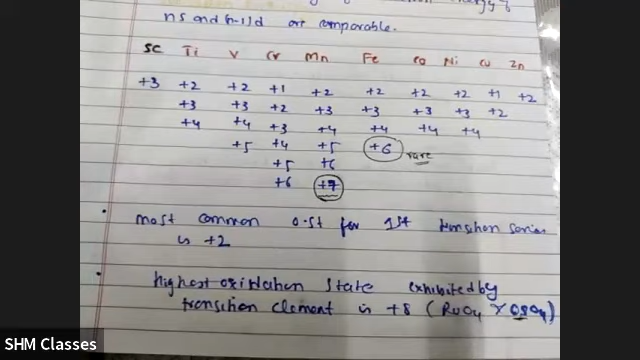 energy of
ns and (n-1)d are comparable.
Sc Ti V Cr Mn Fe Co Ni Cu Zn
+3 +2 +2 +1 +2 +2 +2 +2 +1 +2
+3 +3 +2 +3 +3 +3 +3 +2
+4 +4 +3 +4 +4 +4 +4
+5 +4 +5 +6 rare
+5 +6
+6 +7
• most common o.st for 1st transition series
is +2
• highest oxidation state exhibited by
transition element is +8 (RuO4 OsO4)
SHM Classes